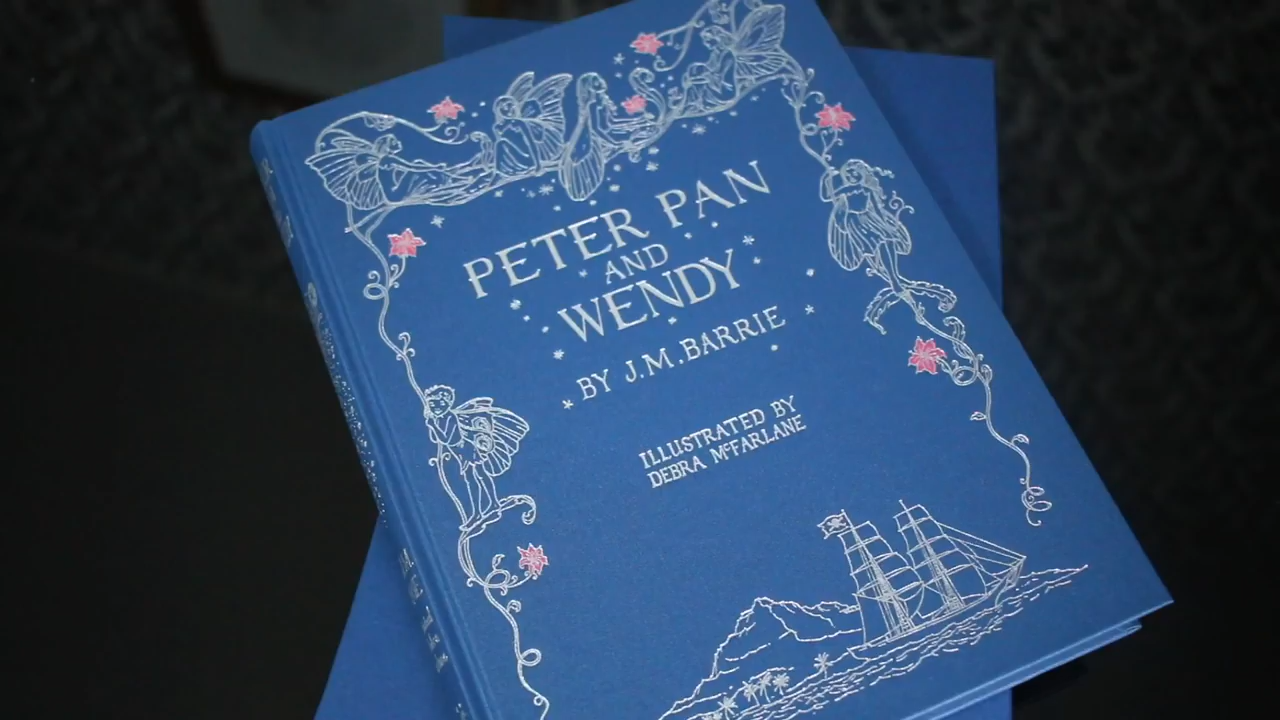 PETER PAN
AND
WENDY
BY J.M. BARRIE
ILLUSTRATED BY
DEBRA McFARLANE